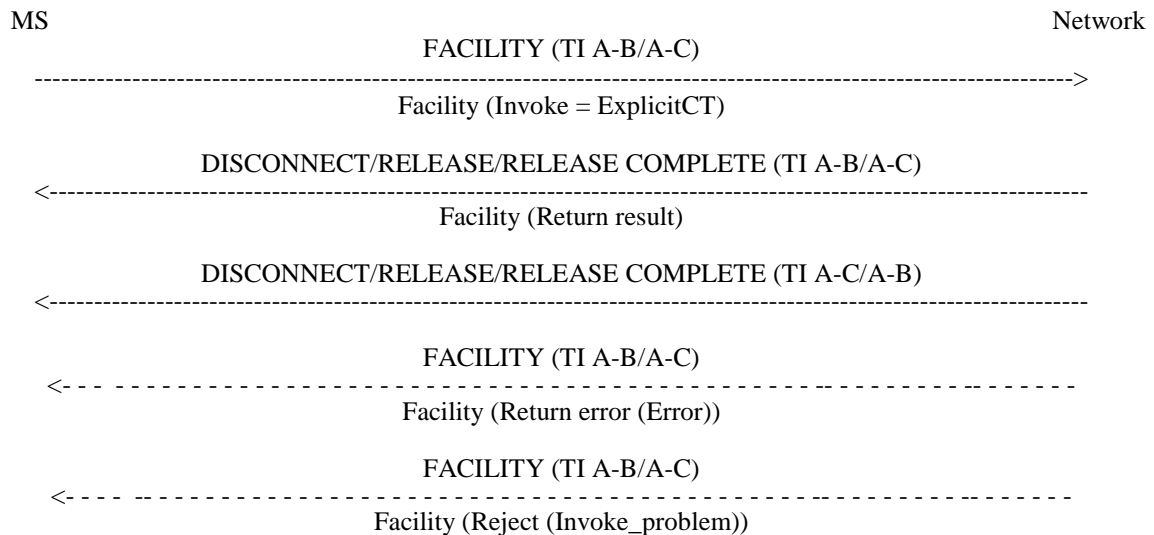 MS Network
FACILITY (TI A-B/A-C)
Facility (Invoke = ExplicitCT)
DISCONNECT/RELEASE/RELEASE COMPLETE (TI A-B/A-C)
Facility (Return result)
DISCONNECT/RELEASE/RELEASE COMPLETE (TI A-C/A-B)
FACILITY (TI A-B/A-C)
Facility (Return error (Error))
FACILITY (TI A-B/A-C)
Facility (Reject (Invoke_problem))